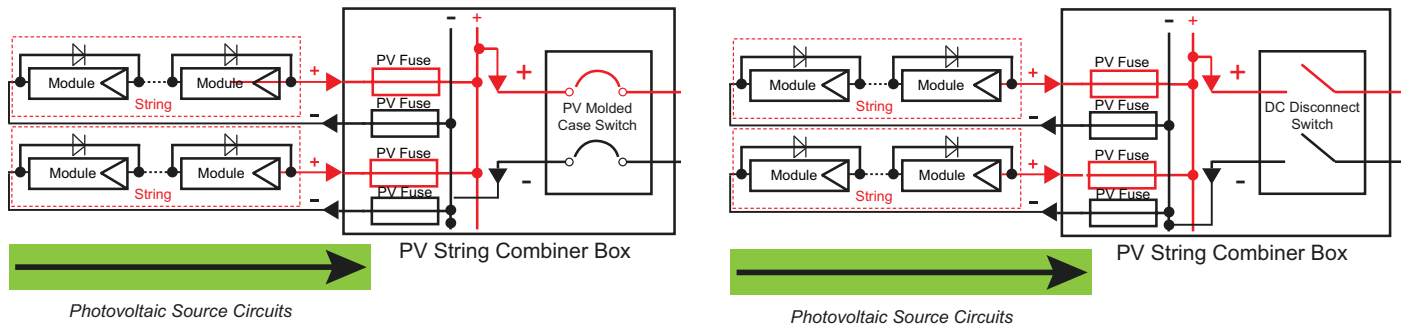 - +
PV Fuse
Module Module
+
String
PV Fuse
-
+
PV Molded
Case Switch
PV Fuse
Module Module
+
String
PV Fuse
-
-
PV String Combiner Box
Photovoltaic Source Circuits
- +
PV Fuse
Module Module
+
String
PV Fuse
-
+
DC Disconnect
Switch
PV Fuse
Module Module
+
String
PV Fuse
-
-
PV String Combiner Box
Photovoltaic Source Circuits